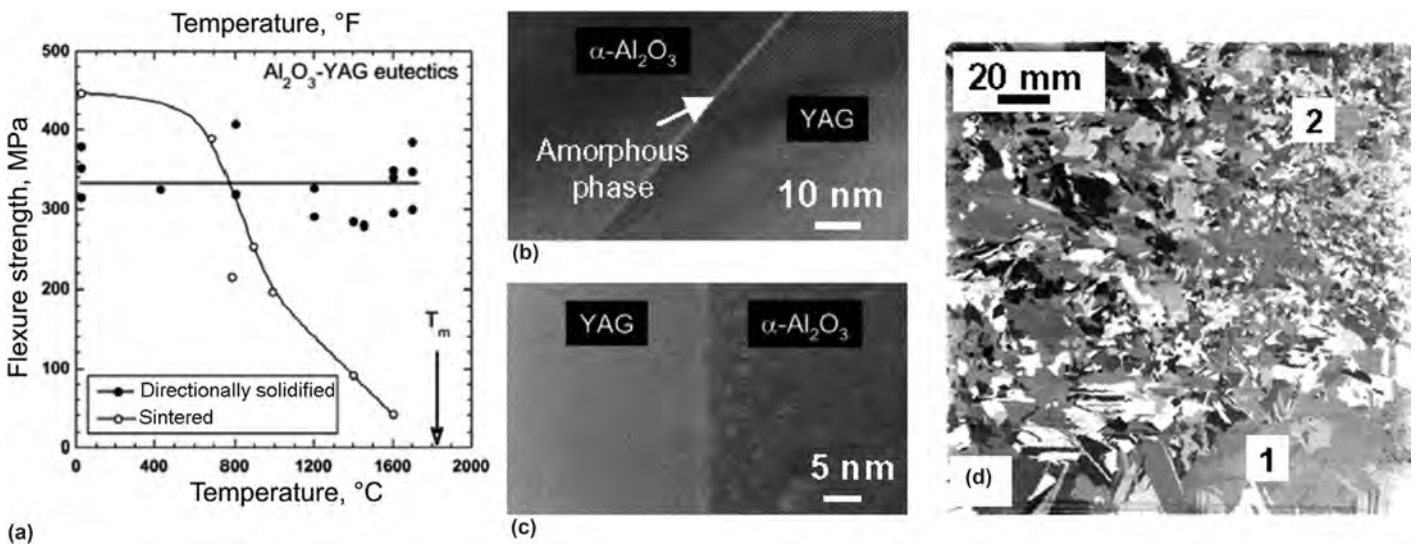 Temperature, °F
Al₂O₃-YAG eutectics
500
400
300
200
100
0
Flexure strength, MPa
Tₘ
Directionally solidified
Sintered
0
400
800
1200
1600
2000
Temperature, °C
(a)
α-Al₂O₃
YAG
Amorphous
phase
10 nm
(b)
YAG
α-Al₂O₃
5 nm
(c)
20 mm
2
1
(d)